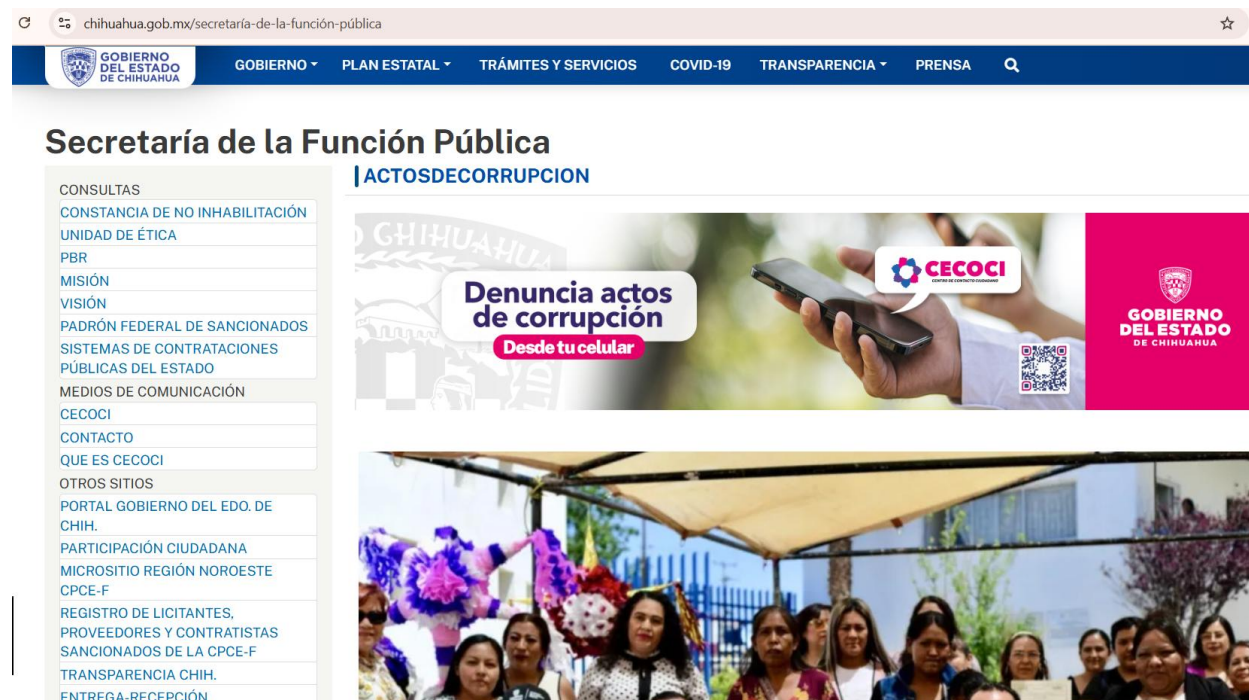 chihuahua.gob.mx/secretaría-de-la-función-pública
GOBIERNO
DEL ESTADO
DE CHIHUAHUA
GOBIERNO
PLAN ESTATAL
TRÁMITES Y SERVICIOS
COVID-19
TRANSPARENCIA
PRENSA
Secretaría de la Función Pública
CONSULTAS
CONSTANCIA DE NO INHABILITACIÓN
UNIDAD DE ÉTICA
PBR
MISIÓN
VISIÓN
PADRÓN FEDERAL DE SANCIONADOS
SISTEMAS DE CONTRATACIONES
PÚBLICAS DEL ESTADO
MEDIOS DE COMUNICACIÓN
CECOCI
CONTACTO
QUE ES CECOCI
OTROS SITIOS
PORTAL GOBIERNO DEL EDO. DE
CHIH.
PARTICIPACIÓN CIUDADANA
MICROSITIO REGIÓN NOROESTE
CPCE-F
REGISTRO DE LICITANTES,
PROVEEDORES Y CONTRATISTAS
SANCIONADOS DE LA CPCE-F
TRANSPARENCIA CHIH.
ENTREGA-RECEPCIÓN
ACTOSDECORRUPCION
CHIHUAHUA
Denuncia actos
de corrupción
Desde tu celular
CECOCI
CENTRO DE CONTACTO CIUDADANO
GOBIERNO
DEL ESTADO
DE CHIHUAHUA